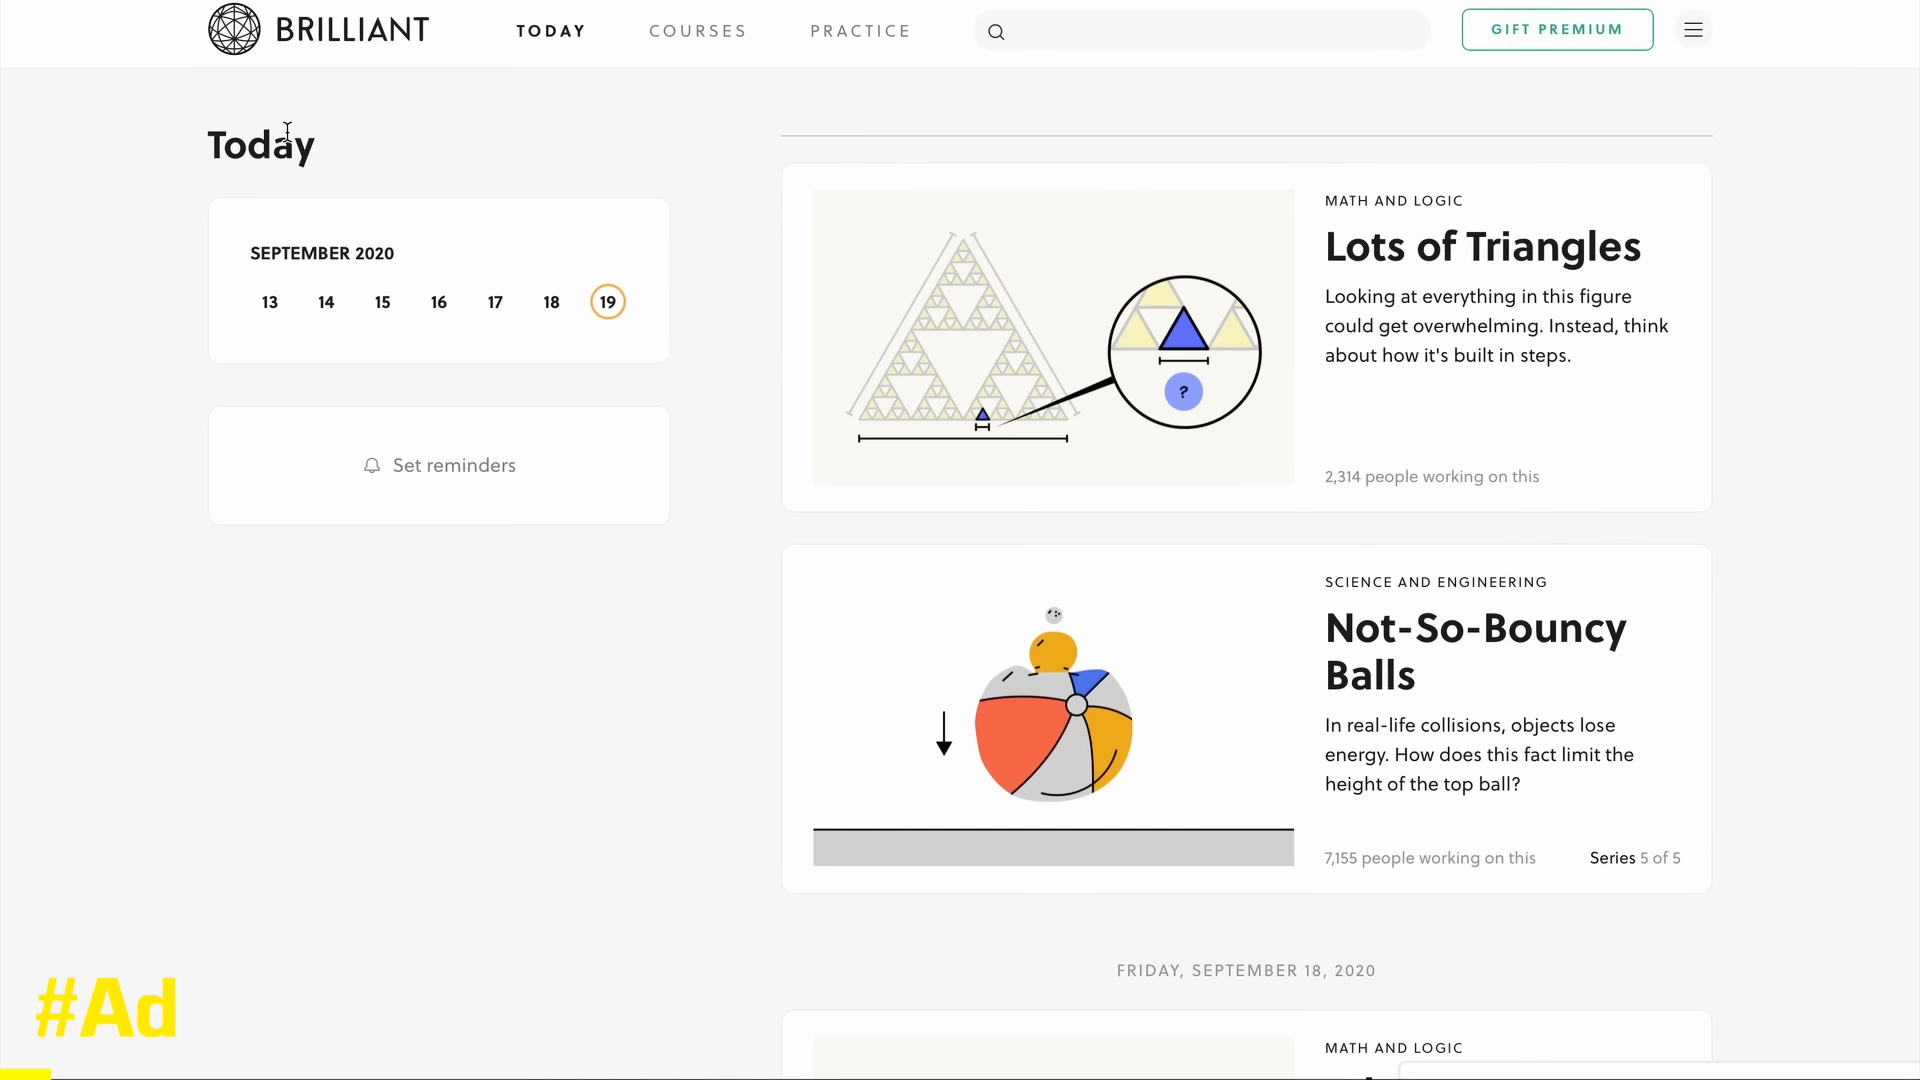 BRILLIANT
TODAY
COURSES
PRACTICE
GIFT PREMIUM
Today
SEPTEMBER 2020
13 14 15 16 17 18 19
Set reminders
?
MATH AND LOGIC
Lots of Triangles
Looking at everything in this figure
could get overwhelming. Instead, think
about how it's built in steps.
2,314 people working on this
SCIENCE AND ENGINEERING
Not-So-Bouncy
Balls
In real-life collisions, objects lose
energy. How does this fact limit the
height of the top ball?
7,155 people working on this
Series 5 of 5
FRIDAY, SEPTEMBER 18, 2020
MATH AND LOGIC
#Ad